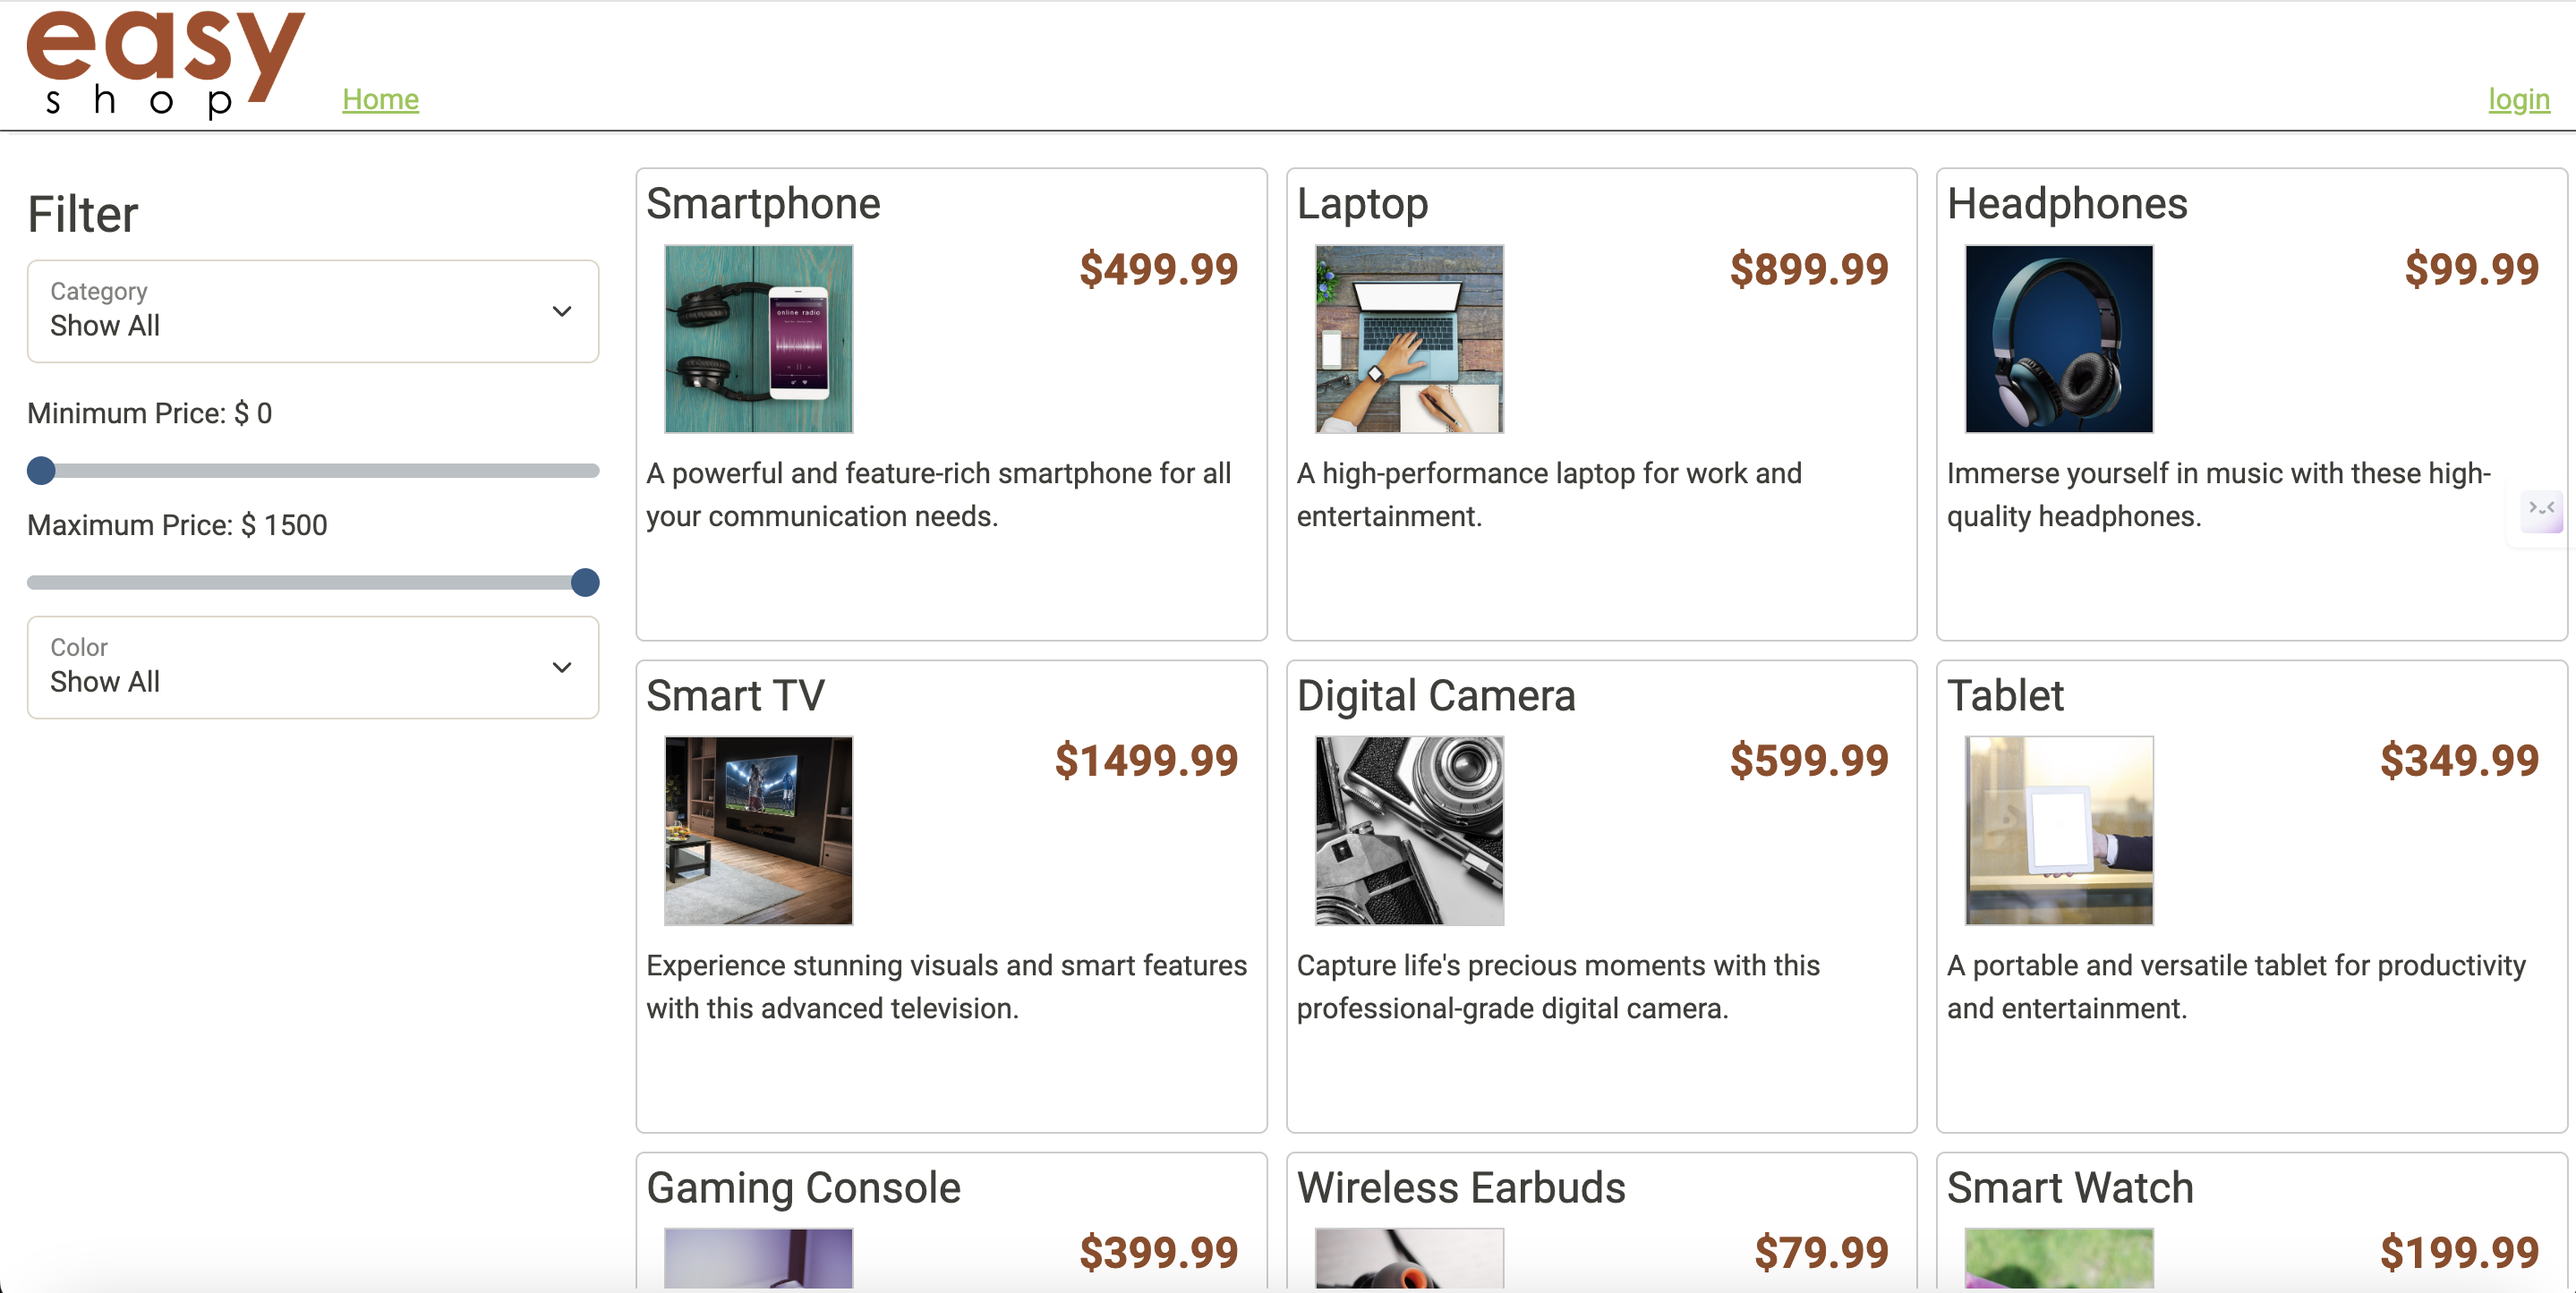 easy
shop
Home
login
Filter
Category
Show All
Minimum Price: $ 0
Maximum Price: $ 1500
Color
Show All
Smartphone
$499.99
online radio
A powerful and feature-rich smartphone for all
your communication needs.
Laptop
$899.99
A high-performance laptop for work and
entertainment.
Headphones
$99.99
Immerse yourself in music with these high-
quality headphones.
Smart TV
$1499.99
Experience stunning visuals and smart features
with this advanced television.
Digital Camera
$599.99
Capture life's precious moments with this
professional-grade digital camera.
Tablet
$349.99
A portable and versatile tablet for productivity
and entertainment.
Gaming Console
$399.99
Wireless Earbuds
$79.99
Smart Watch
$199.99